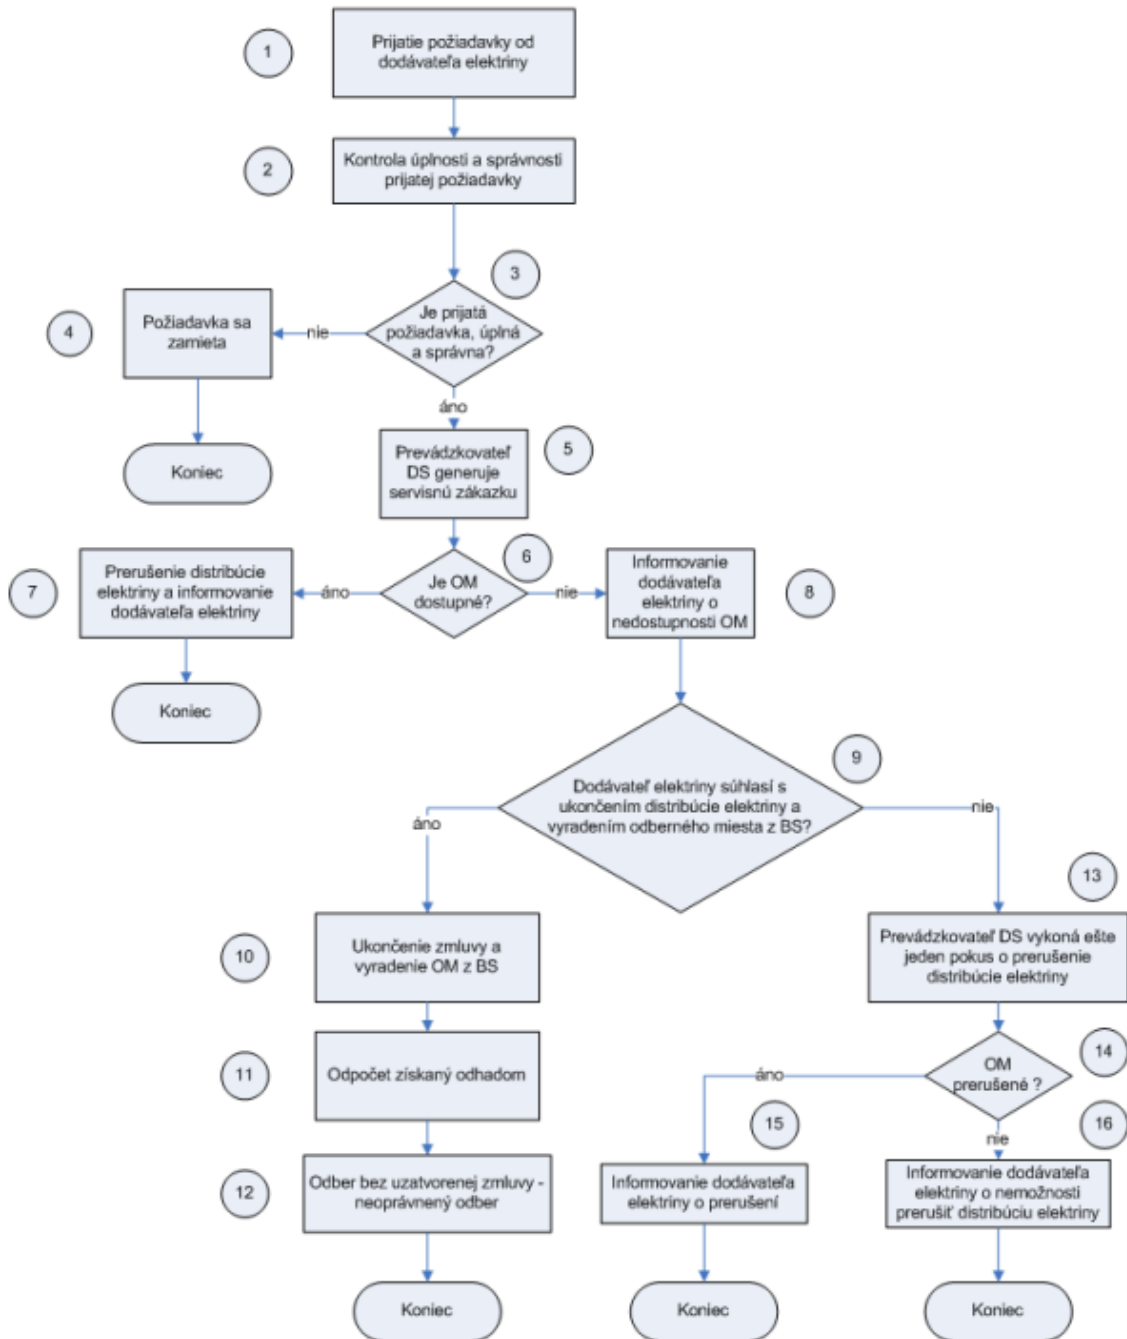 1
Prijatie požiadavky od
dodávateľa elektriny
2
Kontrola úplnosti a správnosti
prijatej požiadavky
3
Je prijatá
požiadavka, úplná
a správna?
nie
4
Požiadavka sa
zamieta
Koniec
áno
Prevádzkovateľ
DS generuje
servisnú zákazku
5
6
Je OM
dostupné?
áno
7
Prerušenie distribúcie
elektriny a informovanie
dodávateľa elektriny
Koniec
nie
Informovanie
dodávateľa
elektriny o
nedostupnosti OM
8
9
Dodávateľ elektriny súhlasí s
ukončením distribúcie elektriny a
vyradením odberného miesta z BS?
áno
nie
10
Ukončenie zmluvy a
vyradenie OM z BS
11
Odpočet získaný odhadom
12
Odber bez uzatvorenej zmluvy -
neoprávnený odber
Koniec
13
Prevádzkovateľ DS vykoná ešte
jeden pokus o prerušenie
distribúcie elektriny
14
OM
prerušené ?
áno
15
Informovanie dodávateľa
elektriny o prerušení
Koniec
nie
16
Informovanie dodávateľa
elektriny o nemožnosti
prerušiť distribúciu elektriny
Koniec